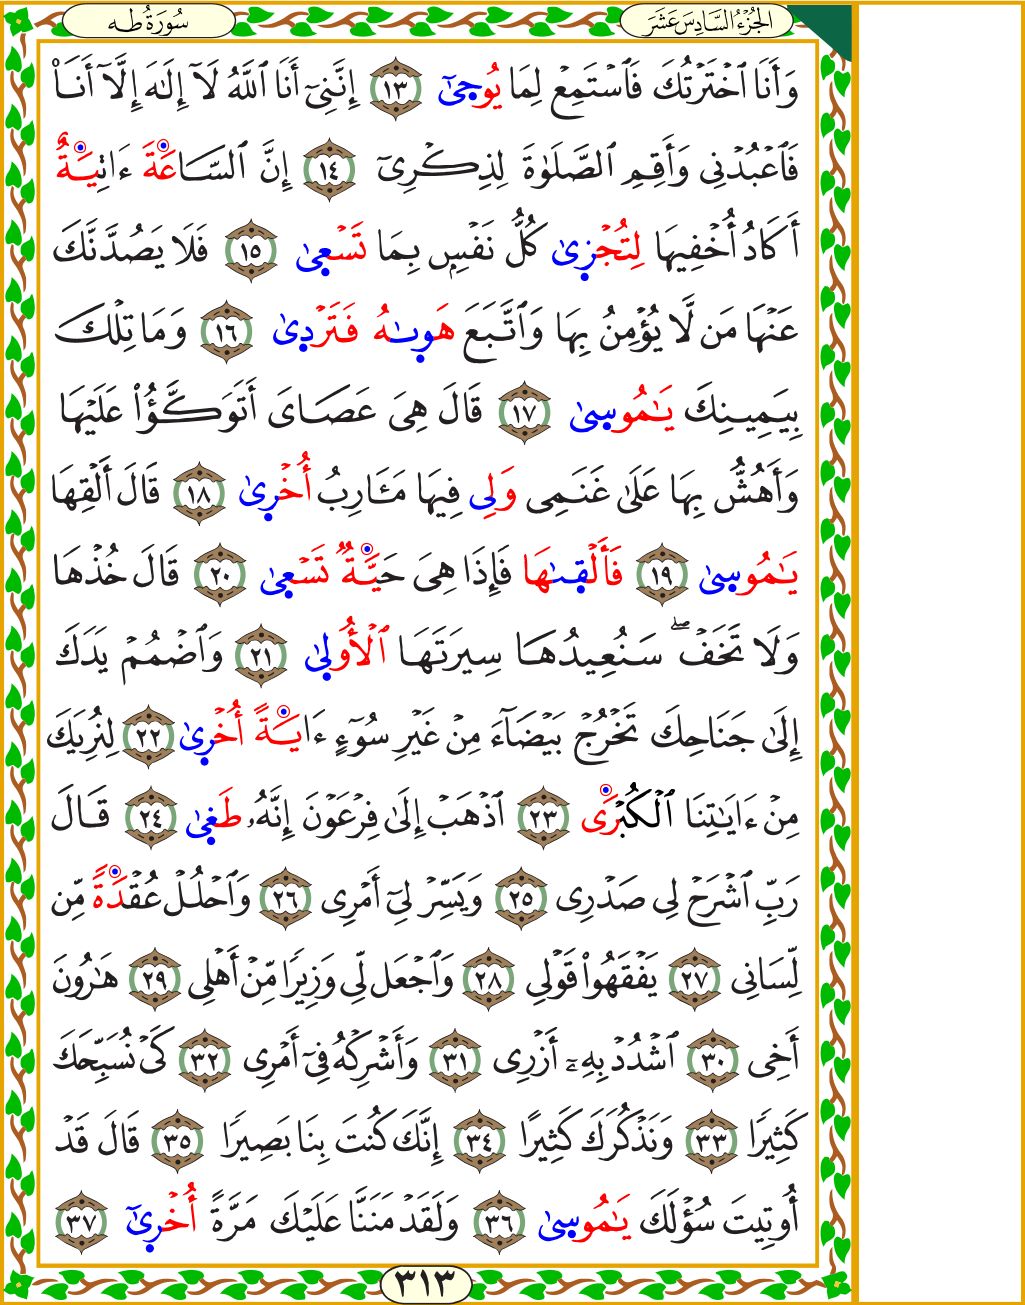 الجُزْءُ السَّادِسَ عَشَرَ
سُورَةُ طه
وَأَنَا ٱخۡتَرۡتُكَ فَٱسۡتَمِعۡ لِمَا يُوحَىٰٓ ١٣ إِنَّنِيٓ أَنَا ٱللَّهُ لَآ إِلَٰهَ إِلَّآ أَنَا۠
فَٱعۡبُدۡنِي وَأَقِمِ ٱلصَّلَوٰةَ لِذِكۡرِيٓ ١٤ إِنَّ ٱلسَّاعَةَ ءَاتِيَةٌ
أَكَادُ أُخۡفِيهَا لِتُجۡزَىٰ كُلُّ نَفۡسِۭ بِمَا تَسۡعَىٰ ١٥ فَلَا يَصُدَّنَّكَ
عَنۡهَا مَن لَّا يُؤۡمِنُ بِهَا وَٱتَّبَعَ هَوَىٰهُ فَتَرۡدَىٰ ١٦ وَمَا تِلۡكَ
بِيَمِينِكَ يَٰمُوسَىٰ ١٧ قَالَ هِيَ عَصَايَ أَتَوَكَّؤُاْ عَلَيۡهَا
وَأَهُشُّ بِهَا عَلَىٰ غَنَمِي وَلِي فِيهَا مَـَٔارِبُ أُخۡرَىٰ ١٨ قَالَ أَلۡقِهَا
يَٰمُوسَىٰ ١٩ فَأَلۡقَىٰهَا فَإِذَا هِيَ حَيَّةٞ تَسۡعَىٰ ٢٠ قَالَ خُذۡهَا
وَلَا تَخَفۡۖ سَنُعِيدُهَا سِيرَتَهَا ٱلۡأُولَىٰ ٢١ وَٱضۡمُمۡ يَدَكَ
إِلَىٰ جَنَاحِكَ تَخۡرُجۡ بَيۡضَآءَ مِنۡ غَيۡرِ سُوٓءٍ ءَايَةً أُخۡرَىٰ ٢٢ لِنُرِيَكَ
مِنۡ ءَايَٰتِنَا ٱلۡكُبۡرَى ٢٣ ٱذۡهَبۡ إِلَىٰ فِرۡعَوۡنَ إِنَّهُۥ طَغَىٰ ٢٤ قَالَ
رَبِّ ٱشۡرَحۡ لِي صَدۡرِي ٢٥ وَيَسِّرۡ لِيٓ أَمۡرِي ٢٦ وَٱحۡلُلۡ عُقۡدَةٗ مِّن
لِّسَانِي ٢٧ يَفۡقَهُواْ قَوۡلِي ٢٨ وَٱجۡعَل لِّي وَزِيرٗا مِّنۡ أَهۡلِي ٢٩ هَٰرُونَ
أَخِي ٣٠ ٱشۡدُدۡ بِهِۦٓ أَزۡرِي ٣١ وَأَشۡرِكۡهُ فِيٓ أَمۡرِي ٣٢ كَيۡ نُسَبِّحَكَ
كَثِيرٗا ٣٣ وَنَذۡكُرَكَ كَثِيرًا ٣٤ إِنَّكَ كُنتَ بِنَا بَصِيرٗا ٣٥ قَالَ قَدۡ
أُوتِيتَ سُؤۡلَكَ يَٰمُوسَىٰ ٣٦ وَلَقَدۡ مَنَنَّا عَلَيۡكَ مَرَّةً أُخۡرَىٰٓ ٣٧
٣١٣